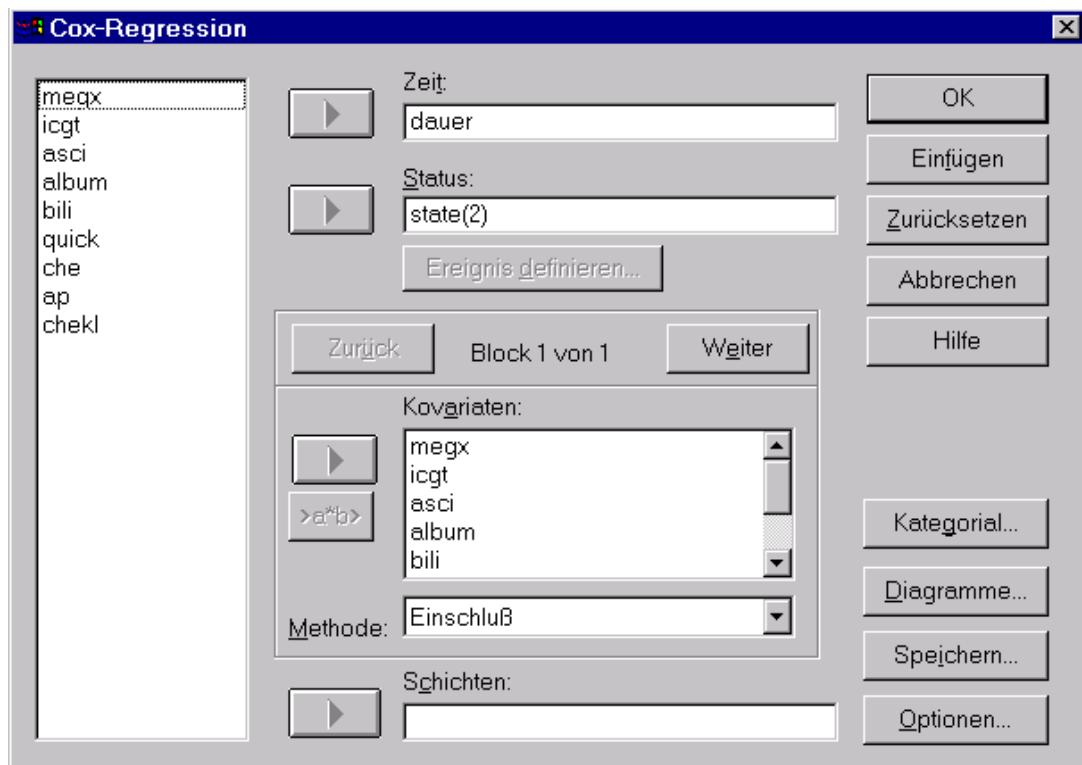 Cox-Regression
meqx
icgt
asci
album
bili
quick
che
ap
chekl
Zeit:
dauer
Status:
state(2)
Ereignis definieren...
Zurück
Block 1 von 1
Weiter
Kovariaten:
megx
icgt
asci
album
bili
>a*b>
Methode:
Einschluß
Schichten:
OK
Einfügen
Zurücksetzen
Abbrechen
Hilfe
Kategorial...
Diagramme...
Speichern...
Optionen...